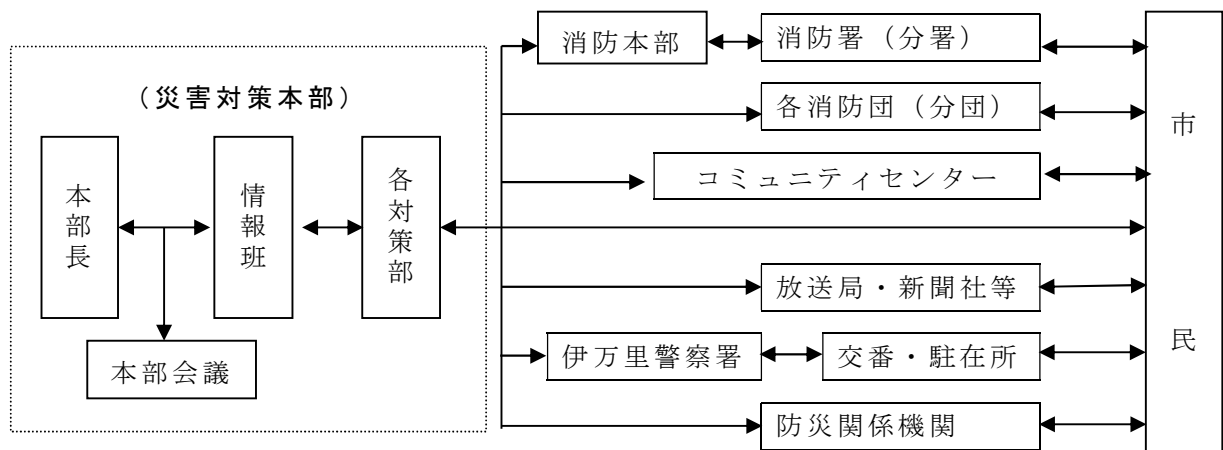 消防本部
消防署（分署）
（災害対策本部）
各消防団（分団）
コミュニティセンター
本部長
情報班
各対策部
放送局・新聞社等
伊万里警察署
交番・駐在所
本部会議
防災関係機関
市民